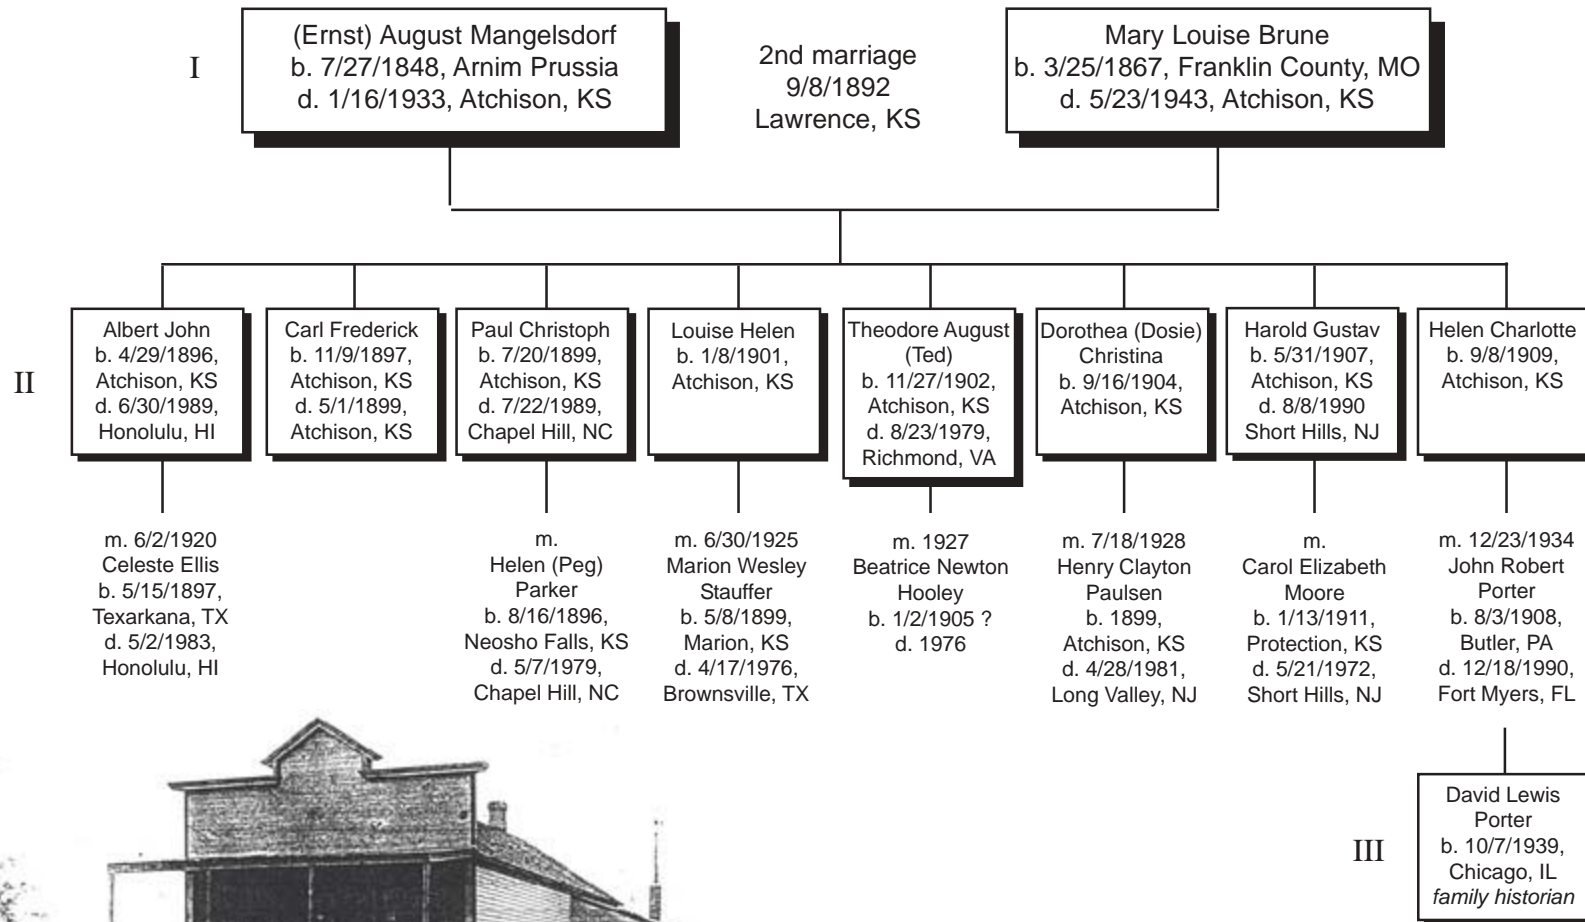 I
(Ernst) August Mangelsdorf
b. 7/27/1848, Arnim Prussia
d. 1/16/1933, Atchison, KS
2nd marriage
9/8/1892
Lawrence, KS
Mary Louise Brune
b. 3/25/1867, Franklin County, MO
d. 5/23/1943, Atchison, KS
II
Albert John
b. 4/29/1896,
Atchison, KS
d. 6/30/1989,
Honolulu, HI
Carl Frederick
b. 11/9/1897,
Atchison, KS
d. 5/1/1899,
Atchison, KS
Paul Christoph
b. 7/20/1899,
Atchison, KS
d. 7/22/1989,
Chapel Hill, NC
Louise Helen
b. 1/8/1901,
Atchison, KS
Theodore August
(Ted)
b. 11/27/1902,
Atchison, KS
d. 8/23/1979,
Richmond, VA
Dorothea (Dosie)
Christina
b. 9/16/1904,
Atchison, KS
Harold Gustav
b. 5/31/1907,
Atchison, KS
d. 8/8/1990
Short Hills, NJ
Helen Charlotte
b. 9/8/1909,
Atchison, KS
m. 6/2/1920
Celeste Ellis
b. 5/15/1897,
Texarkana, TX
d. 5/2/1983,
Honolulu, HI
m.
Helen (Peg)
Parker
b. 8/16/1896,
Neosho Falls, KS
d. 5/7/1979,
Chapel Hill, NC
m. 6/30/1925
Marion Wesley
Stauffer
b. 5/8/1899,
Marion, KS
d. 4/17/1976,
Brownsville, TX
m. 1927
Beatrice Newton
Hooley
b. 1/2/1905 ?
d. 1976
m. 7/18/1928
Henry Clayton
Paulsen
b. 1899,
Atchison, KS
d. 4/28/1981,
Long Valley, NJ
m.
Carol Elizabeth
Moore
b. 1/13/1911,
Protection, KS
d. 5/21/1972,
Short Hills, NJ
m. 12/23/1934
John Robert
Porter
b. 8/3/1908,
Butler, PA
d. 12/18/1990,
Fort Myers, FL
III
David Lewis
Porter
b. 10/7/1939,
Chicago, IL
family historian